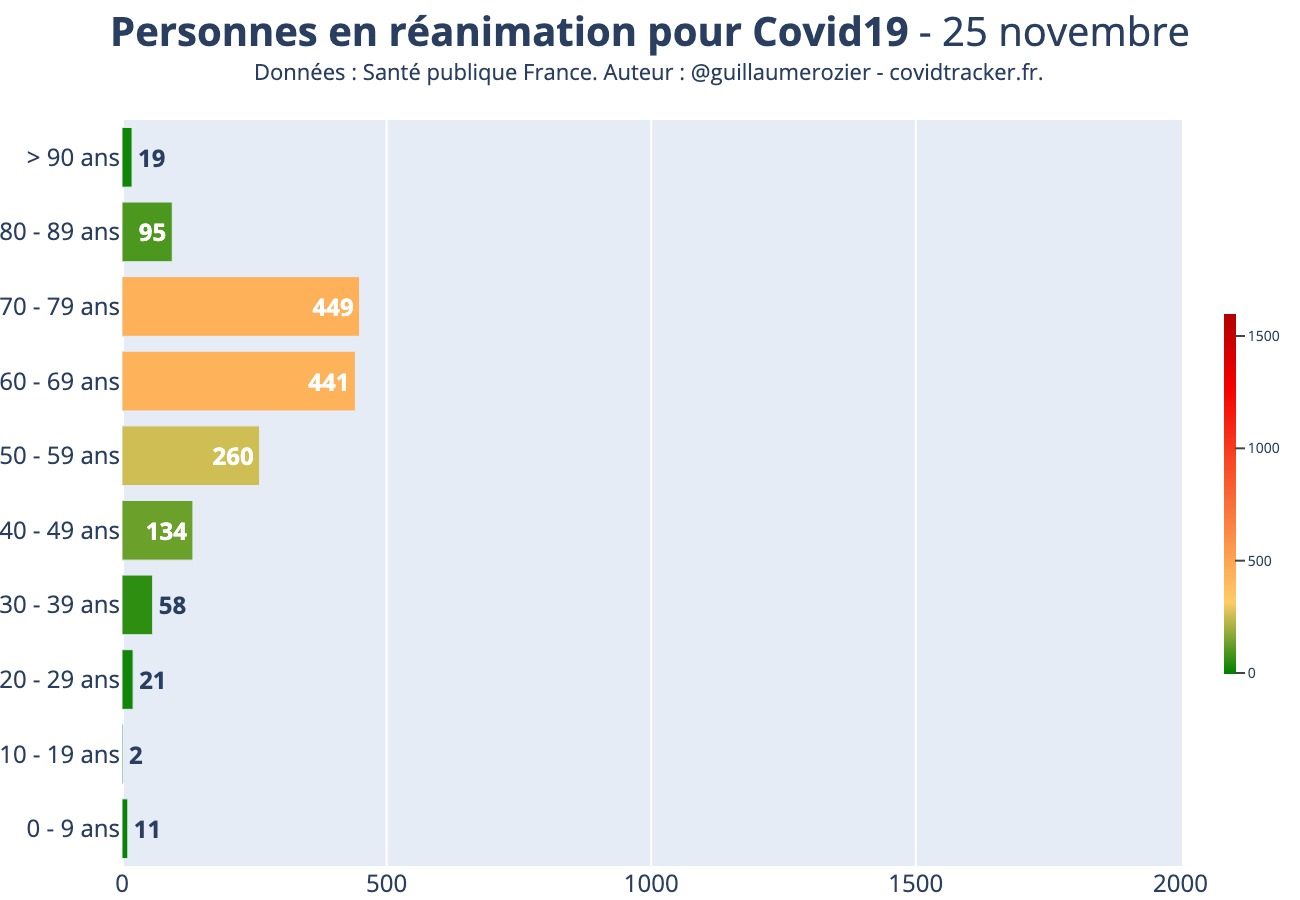 Personnes en réanimation pour Covid19 - 25 novembre
Données : Santé publique France. Auteur : @guillaumerozier - covidtracker.fr.
> 90 ans 19
80 - 89 ans 95
70 - 79 ans 449
60 - 69 ans 441
50 - 59 ans 260
40 - 49 ans 134
30 - 39 ans 58
20 - 29 ans 21
10 - 19 ans 2
0 - 9 ans 11
0 500 1000 1500 2000
1500
1000
500
0